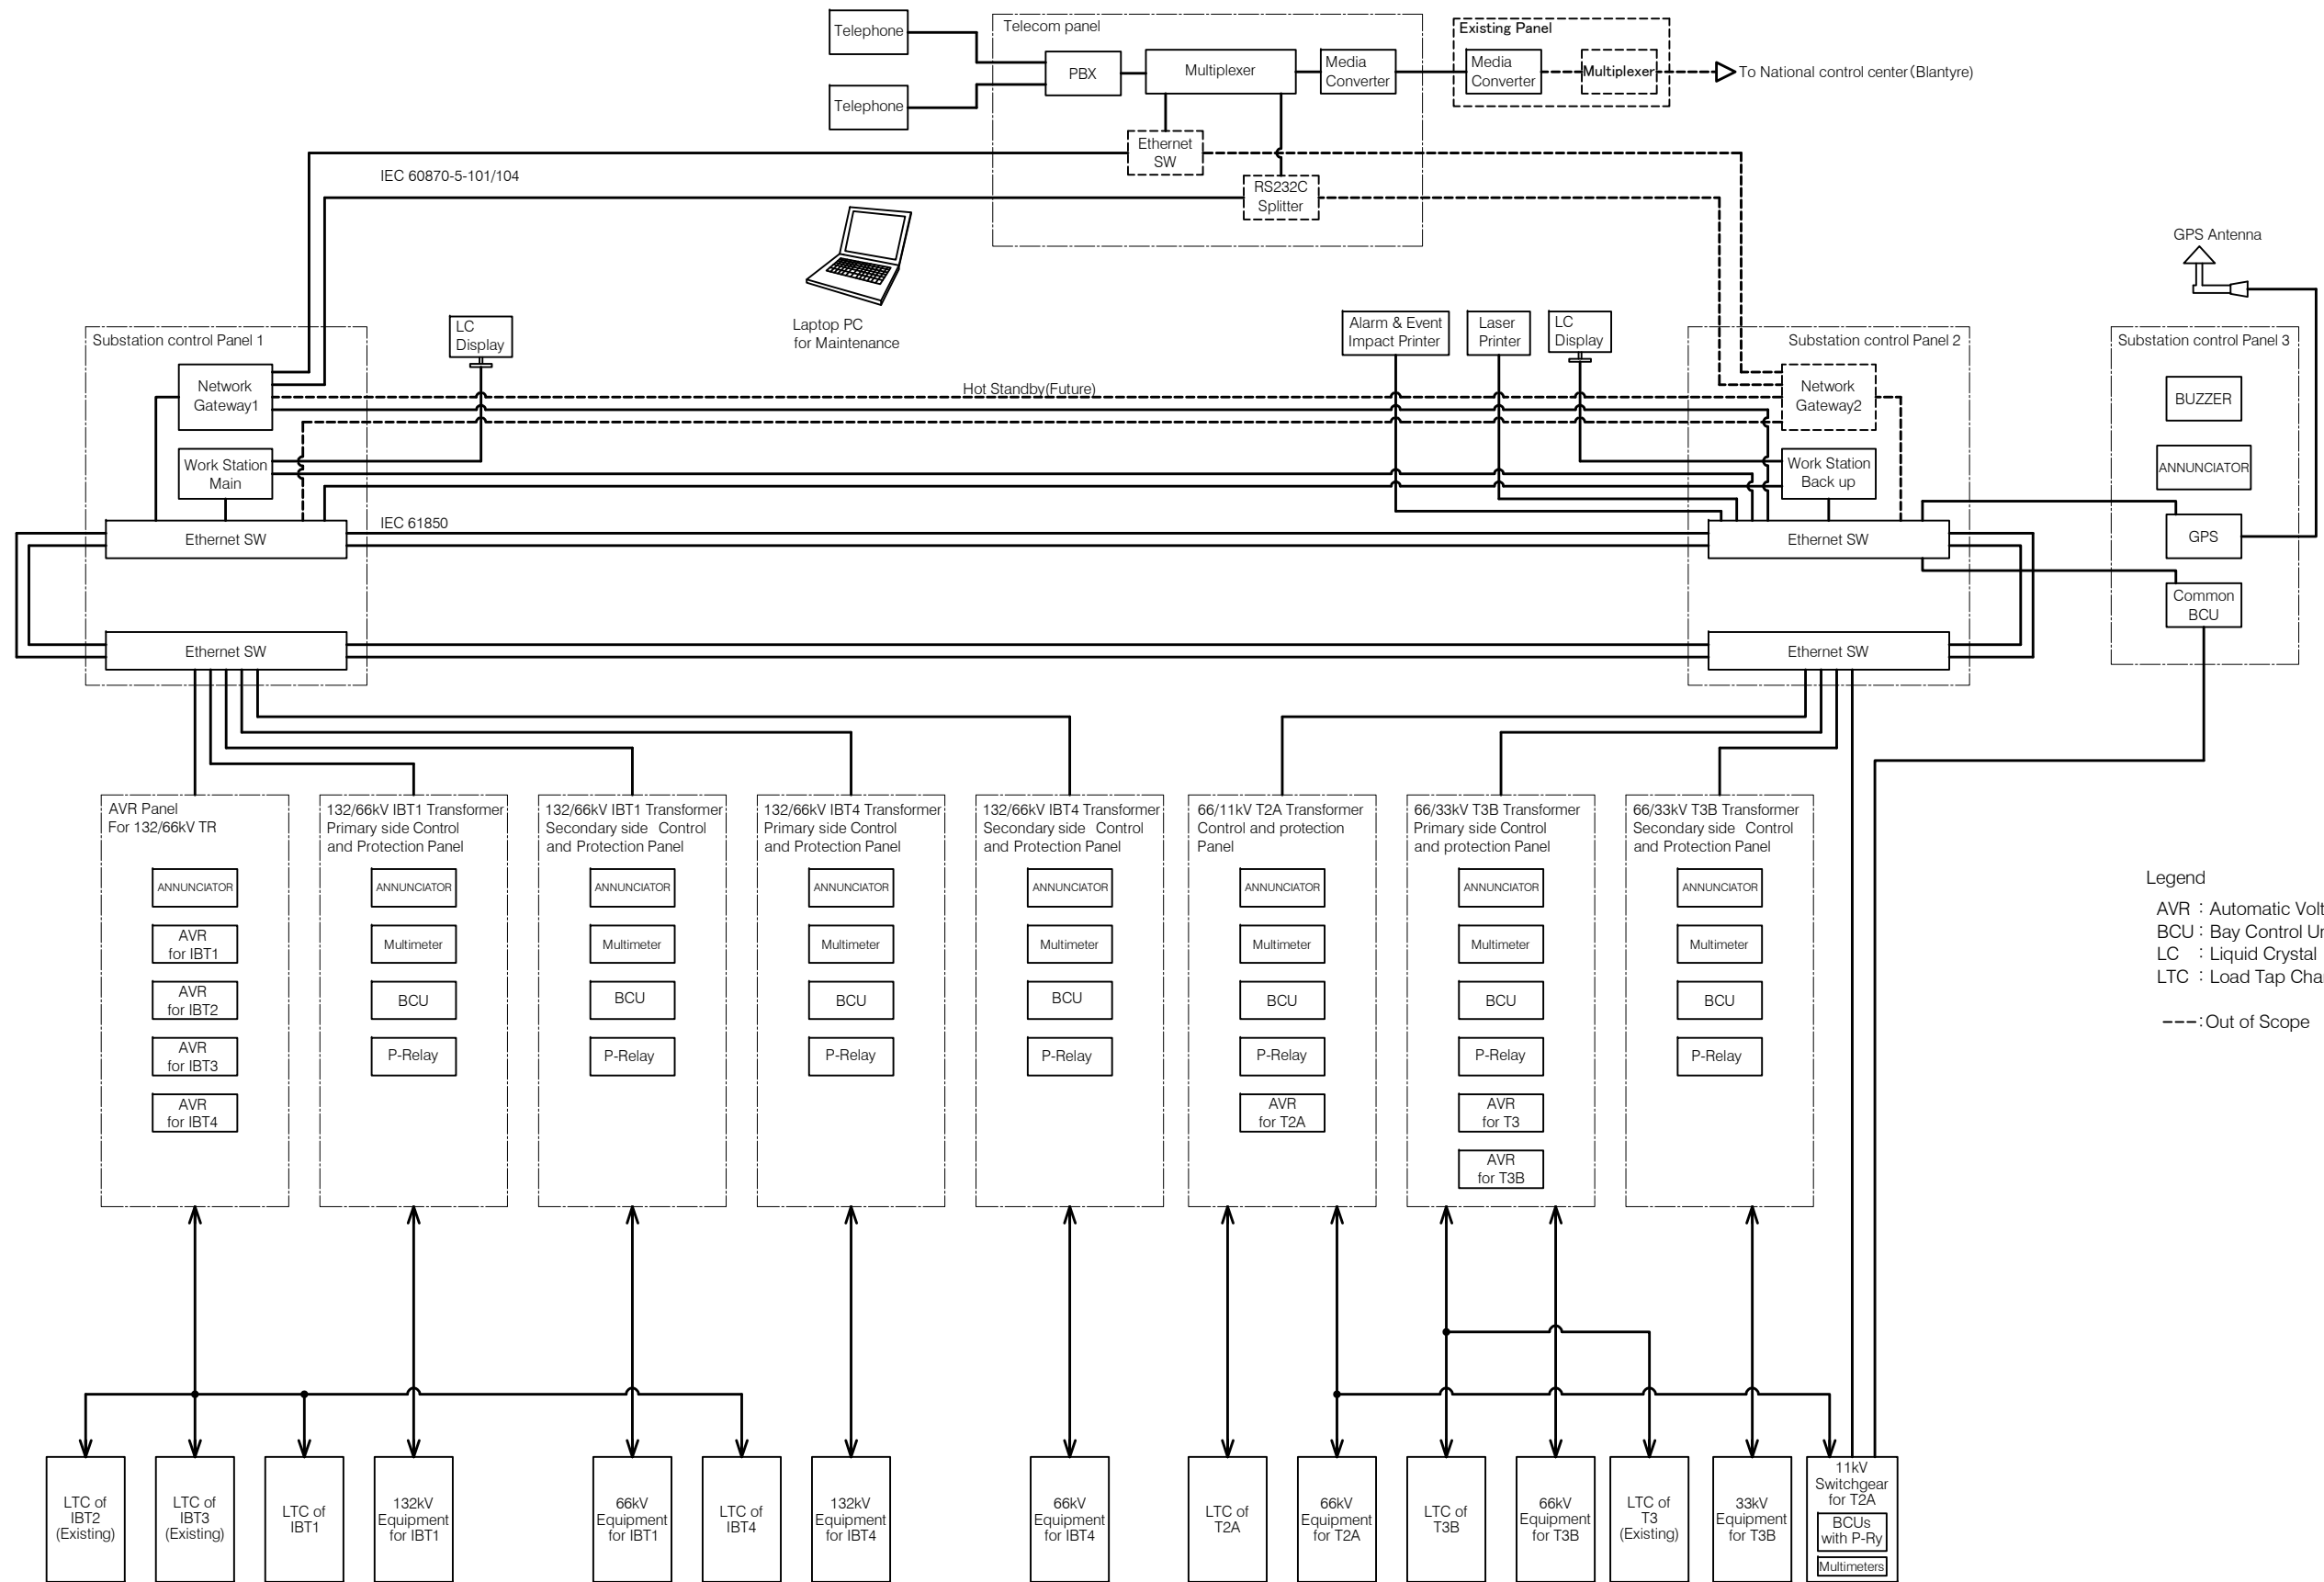 Telephone
Telephone
Telecom panel
PBX
Multiplexer
Media
Converter
Existing Panel
Media
Converter
Multiplexer
To National control center(Blantyre)
Ethernet
SW
RS232C
Splitter
IEC 60870-5-101/104
Laptop PC
for Maintenance
GPS Antenna
Substation control Panel 1
Network
Gateway1
Work Station
Main
Ethernet SW
Ethernet SW
LC
Display
Hot Standby(Future)
IEC 61850
Alarm & Event
Impact Printer
Laser
Printer
LC
Display
Substation control Panel 2
Network
Gateway2
Work Station
Back up
Ethernet SW
Ethernet SW
Substation control Panel 3
BUZZER
ANNUNCIATOR
GPS
Common
BCU
AVR Panel
For 132/66kV TR
ANNUNCIATOR
AVR
for IBT1
AVR
for IBT2
AVR
for IBT3
AVR
for IBT4
132/66kV IBT1 Transformer
Primary side Control
and Protection Panel
ANNUNCIATOR
Multimeter
BCU
P-Relay
132/66kV IBT1 Transformer
Secondary side Control
and Protection Panel
ANNUNCIATOR
Multimeter
BCU
P-Relay
132/66kV IBT4 Transformer
Primary side Control
and Protection Panel
ANNUNCIATOR
Multimeter
BCU
P-Relay
132/66kV IBT4 Transformer
Secondary side Control
and Protection Panel
ANNUNCIATOR
Multimeter
BCU
P-Relay
66/11kV T2A Transformer
Control and protection
Panel
ANNUNCIATOR
Multimeter
BCU
P-Relay
AVR
for T2A
66/33kV T3B Transformer
Primary side Control
and protection Panel
ANNUNCIATOR
Multimeter
BCU
P-Relay
AVR
for T3
AVR
for T3B
66/33kV T3B Transformer
Secondary side Control
and Protection Panel
ANNUNCIATOR
Multimeter
BCU
P-Relay
Legend
AVR : Automatic Volt
BCU : Bay Control Un
LC : Liquid Crystal
LTC : Load Tap Cha
---:Out of Scope
LTC of
IBT2
(Existing)
LTC of
IBT3
(Existing)
LTC of
IBT1
132kV
Equipment
for IBT1
66kV
Equipment
for IBT1
LTC of
IBT4
132kV
Equipment
for IBT4
66kV
Equipment
for IBT4
LTC of
T2A
66kV
Equipment
for T2A
LTC of
T3B
66kV
Equipment
for T3B
LTC of
T3
(Existing)
33kV
Equipment
for T3B
11kV
Switchgear
for T2A
BCUs
with P-Ry
Multimeters